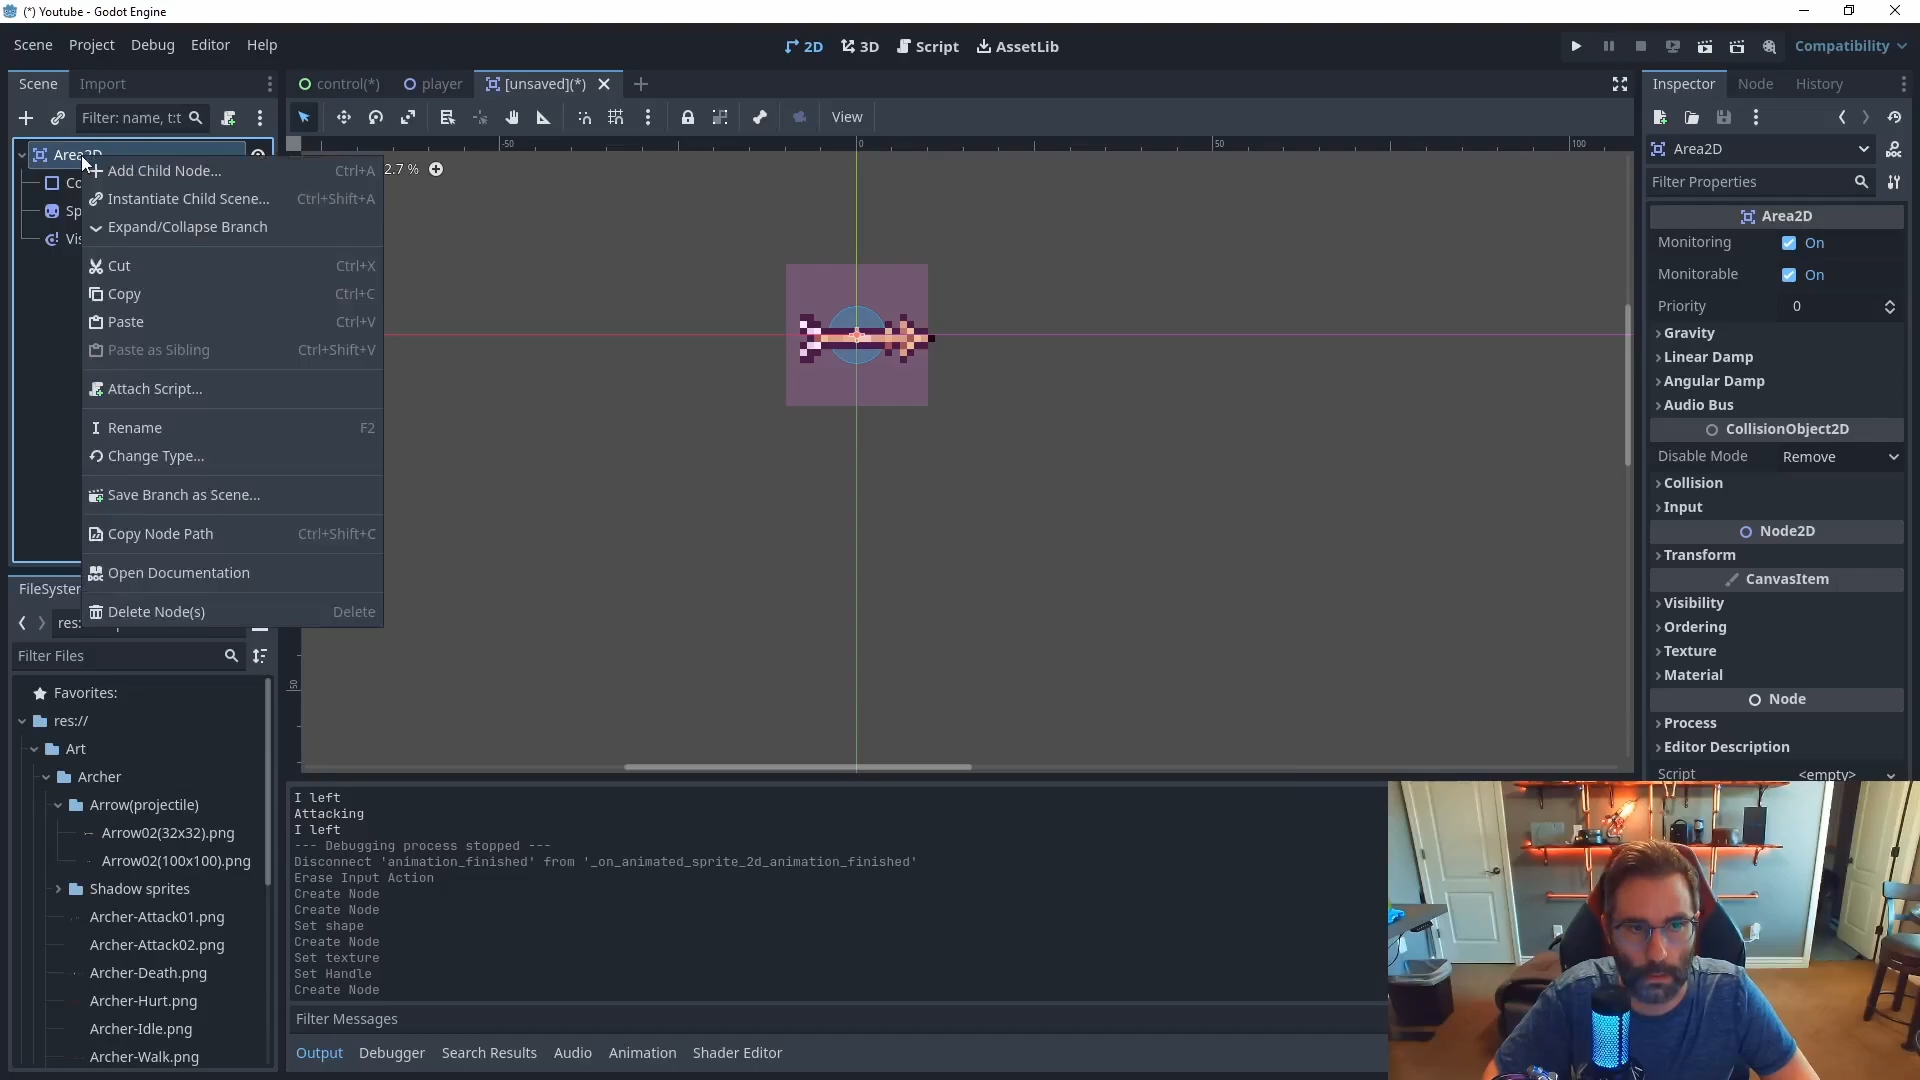 (*) Youtube - Godot Engine
Scene Project Debug Editor Help
2D 3D Script AssetLib
Compatibility
Scene Import
control(*) player [unsaved](*)
Inspector Node History
Filter: name, t:t
View
Area2D
Co
Sp
Vis
Add Child Node... Ctrl+A
Instantiate Child Scene... Ctrl+Shift+A
Expand/Collapse Branch
Cut Ctrl+X
Copy Ctrl+C
Paste Ctrl+V
Paste as Sibling Ctrl+Shift+V
Attach Script...
Rename F2
Change Type...
Save Branch as Scene...
Copy Node Path Ctrl+Shift+C
Open Documentation
Delete Node(s) Delete
-50 0 50 100
2.7 %
50
FileSystem
res:
Filter Files
Favorites:
res://
Art
Archer
Arrow(projectile)
Arrow02(32x32).png
Arrow02(100x100).png
Shadow sprites
Archer-Attack01.png
Archer-Attack02.png
Archer-Death.png
Archer-Hurt.png
Archer-Idle.png
Archer-Walk.png
I left
Attacking
I left
--- Debugging process stopped ---
Disconnect 'animation_finished' from '_on_animated_sprite_2d_animation_finished'
Erase Input Action
Create Node
Create Node
Set shape
Create Node
Set texture
Set Handle
Create Node
Filter Messages
Output Debugger Search Results Audio Animation Shader Editor
Area2D
Filter Properties
Area2D
Monitoring On
Monitorable On
Priority 0
Gravity
Linear Damp
Angular Damp
Audio Bus
CollisionObject2D
Disable Mode Remove
Collision
Input
Node2D
Transform
CanvasItem
Visibility
Ordering
Texture
Material
Node
Process
Editor Description
Script <empty>